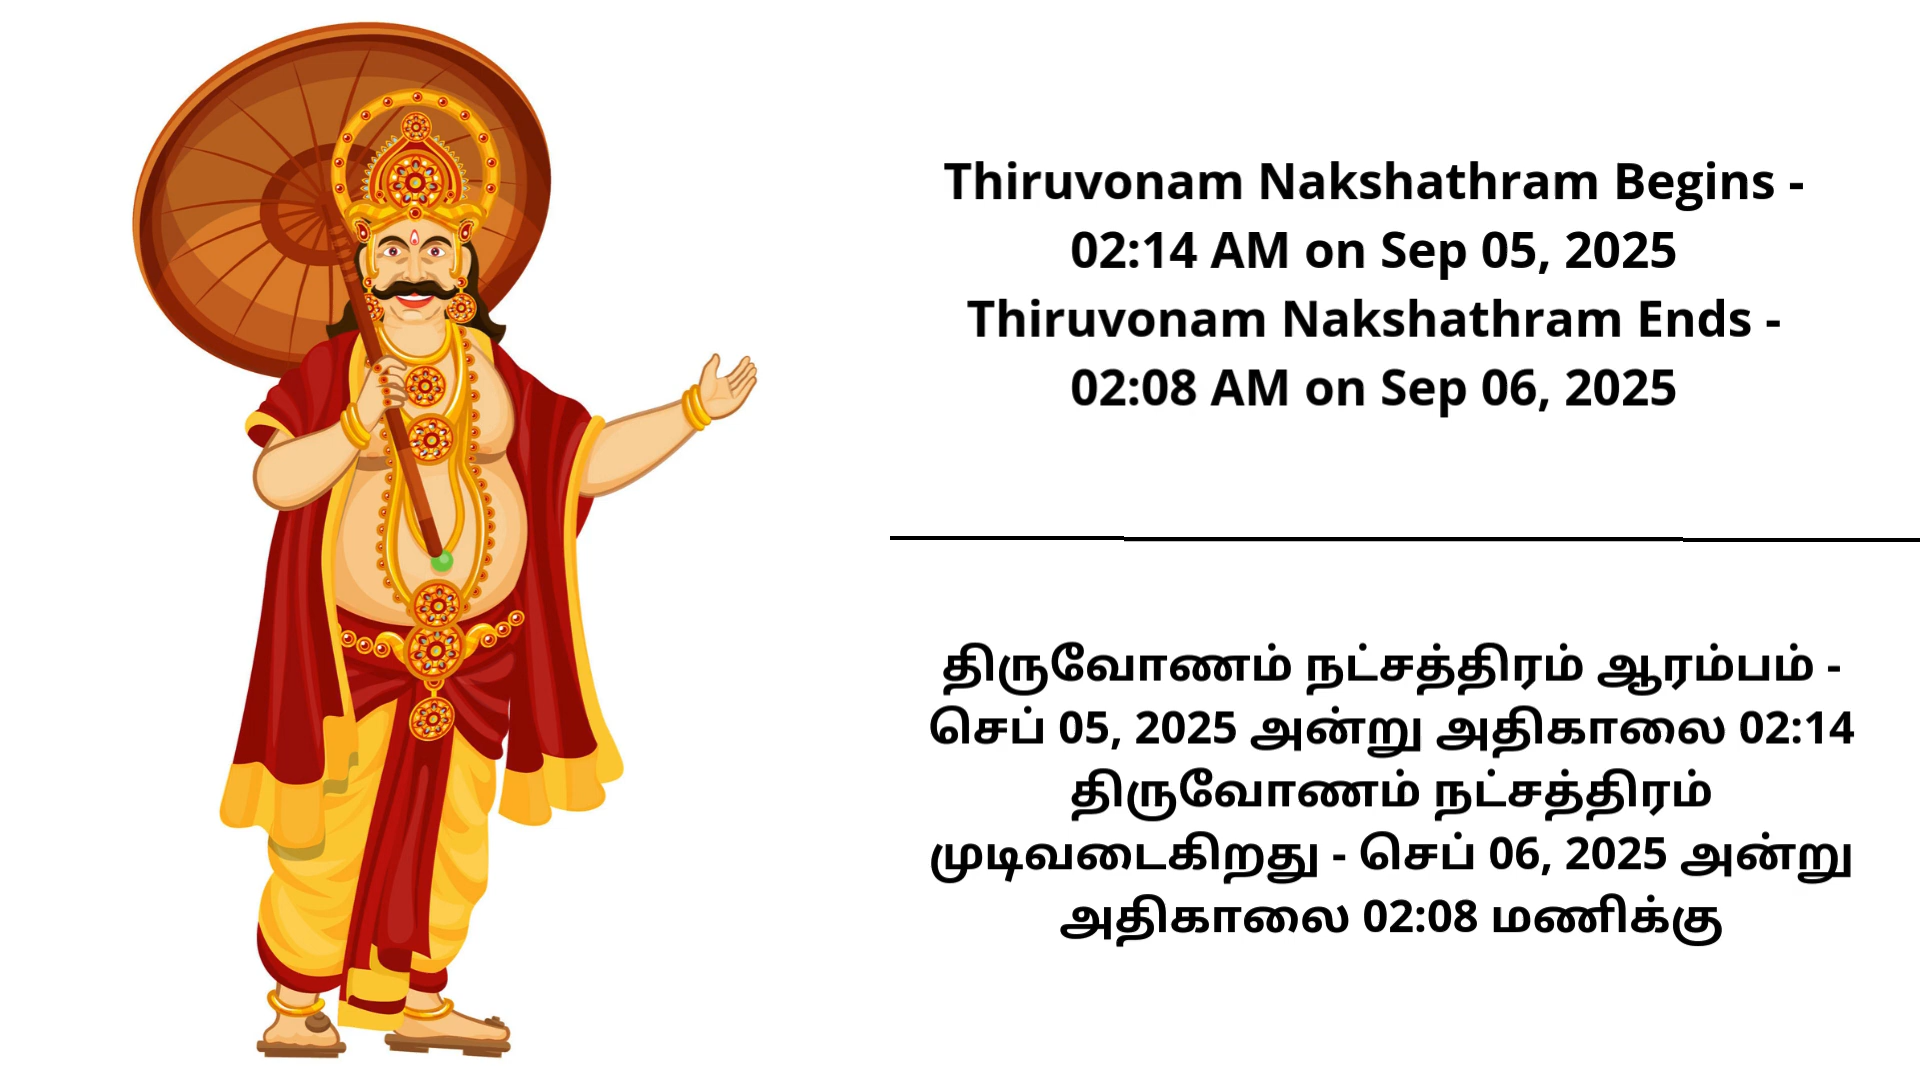 Thiruvonam Nakshathram Begins -
02:14 AM on Sep 05, 2025
Thiruvonam Nakshathram Ends -
02:08 AM on Sep 06, 2025
திருவோணம் நட்சத்திரம் ஆரம்பம் -
செப் 05, 2025 அன்று அதிகாலை 02:14
திருவோணம் நட்சத்திரம்
முடிவடைகிறது - செப் 06, 2025 அன்று
அதிகாலை 02:08 மணிக்கு